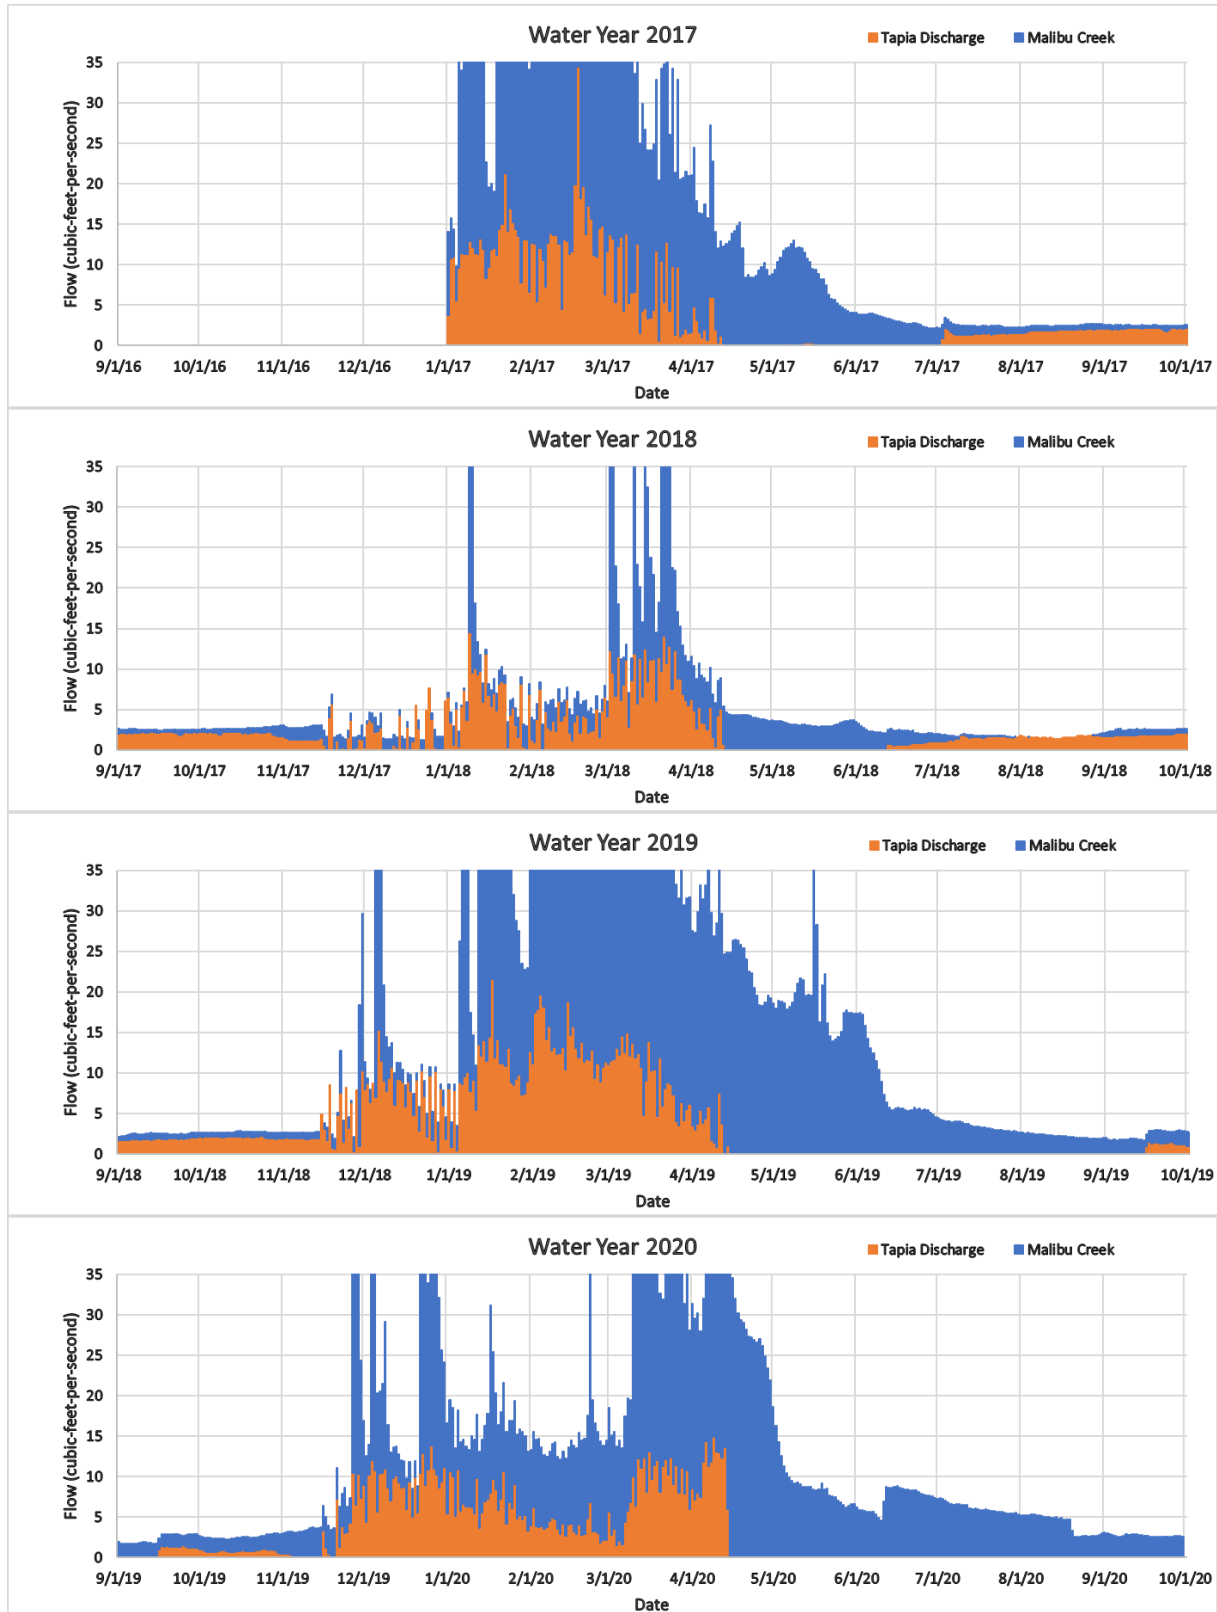 Water Year 2017
Tapia Discharge
Malibu Creek
Flow (cubic-feet-per-second)
35
30
25
20
15
10
5
0
9/1/16 10/1/16 11/1/16 12/1/16 1/1/17 2/1/17 3/1/17 4/1/17 5/1/17 6/1/17 7/1/17 8/1/17 9/1/17 10/1/17
Date
Water Year 2018
Tapia Discharge
Malibu Creek
Flow (cubic-feet-per-second)
35
30
25
20
15
10
5
0
9/1/17 10/1/17 11/1/17 12/1/17 1/1/18 2/1/18 3/1/18 4/1/18 5/1/18 6/1/18 7/1/18 8/1/18 9/1/18 10/1/18
Date
Water Year 2019
Tapia Discharge
Malibu Creek
Flow (cubic-feet-per-second)
35
30
25
20
15
10
5
0
9/1/18 10/1/18 11/1/18 12/1/18 1/1/19 2/1/19 3/1/19 4/1/19 5/1/19 6/1/19 7/1/19 8/1/19 9/1/19 10/1/19
Date
Water Year 2020
Tapia Discharge
Malibu Creek
Flow (cubic-feet-per-second)
35
30
25
20
15
10
5
0
9/1/19 10/1/19 11/1/19 12/1/19 1/1/20 2/1/20 3/1/20 4/1/20 5/1/20 6/1/20 7/1/20 8/1/20 9/1/20 10/1/20
Date